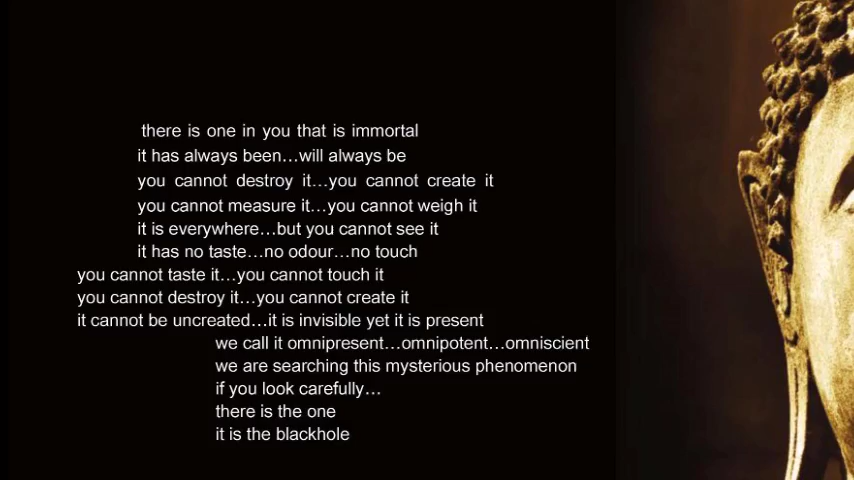 there is one in you that is immortal
it has always been...will always be
you cannot destroy it...you cannot create it
you cannot measure it...you cannot weigh it
it is everywhere...but you cannot see it
it has no taste...no odour...no touch
you cannot taste it...you cannot touch it
you cannot destroy it...you cannot create it
it cannot be uncreated...it is invisible yet it is present
we call it omnipresent...omnipotent...omniscient
we are searching this mysterious phenomenon
if you look carefully...
there is the one
it is the blackhole